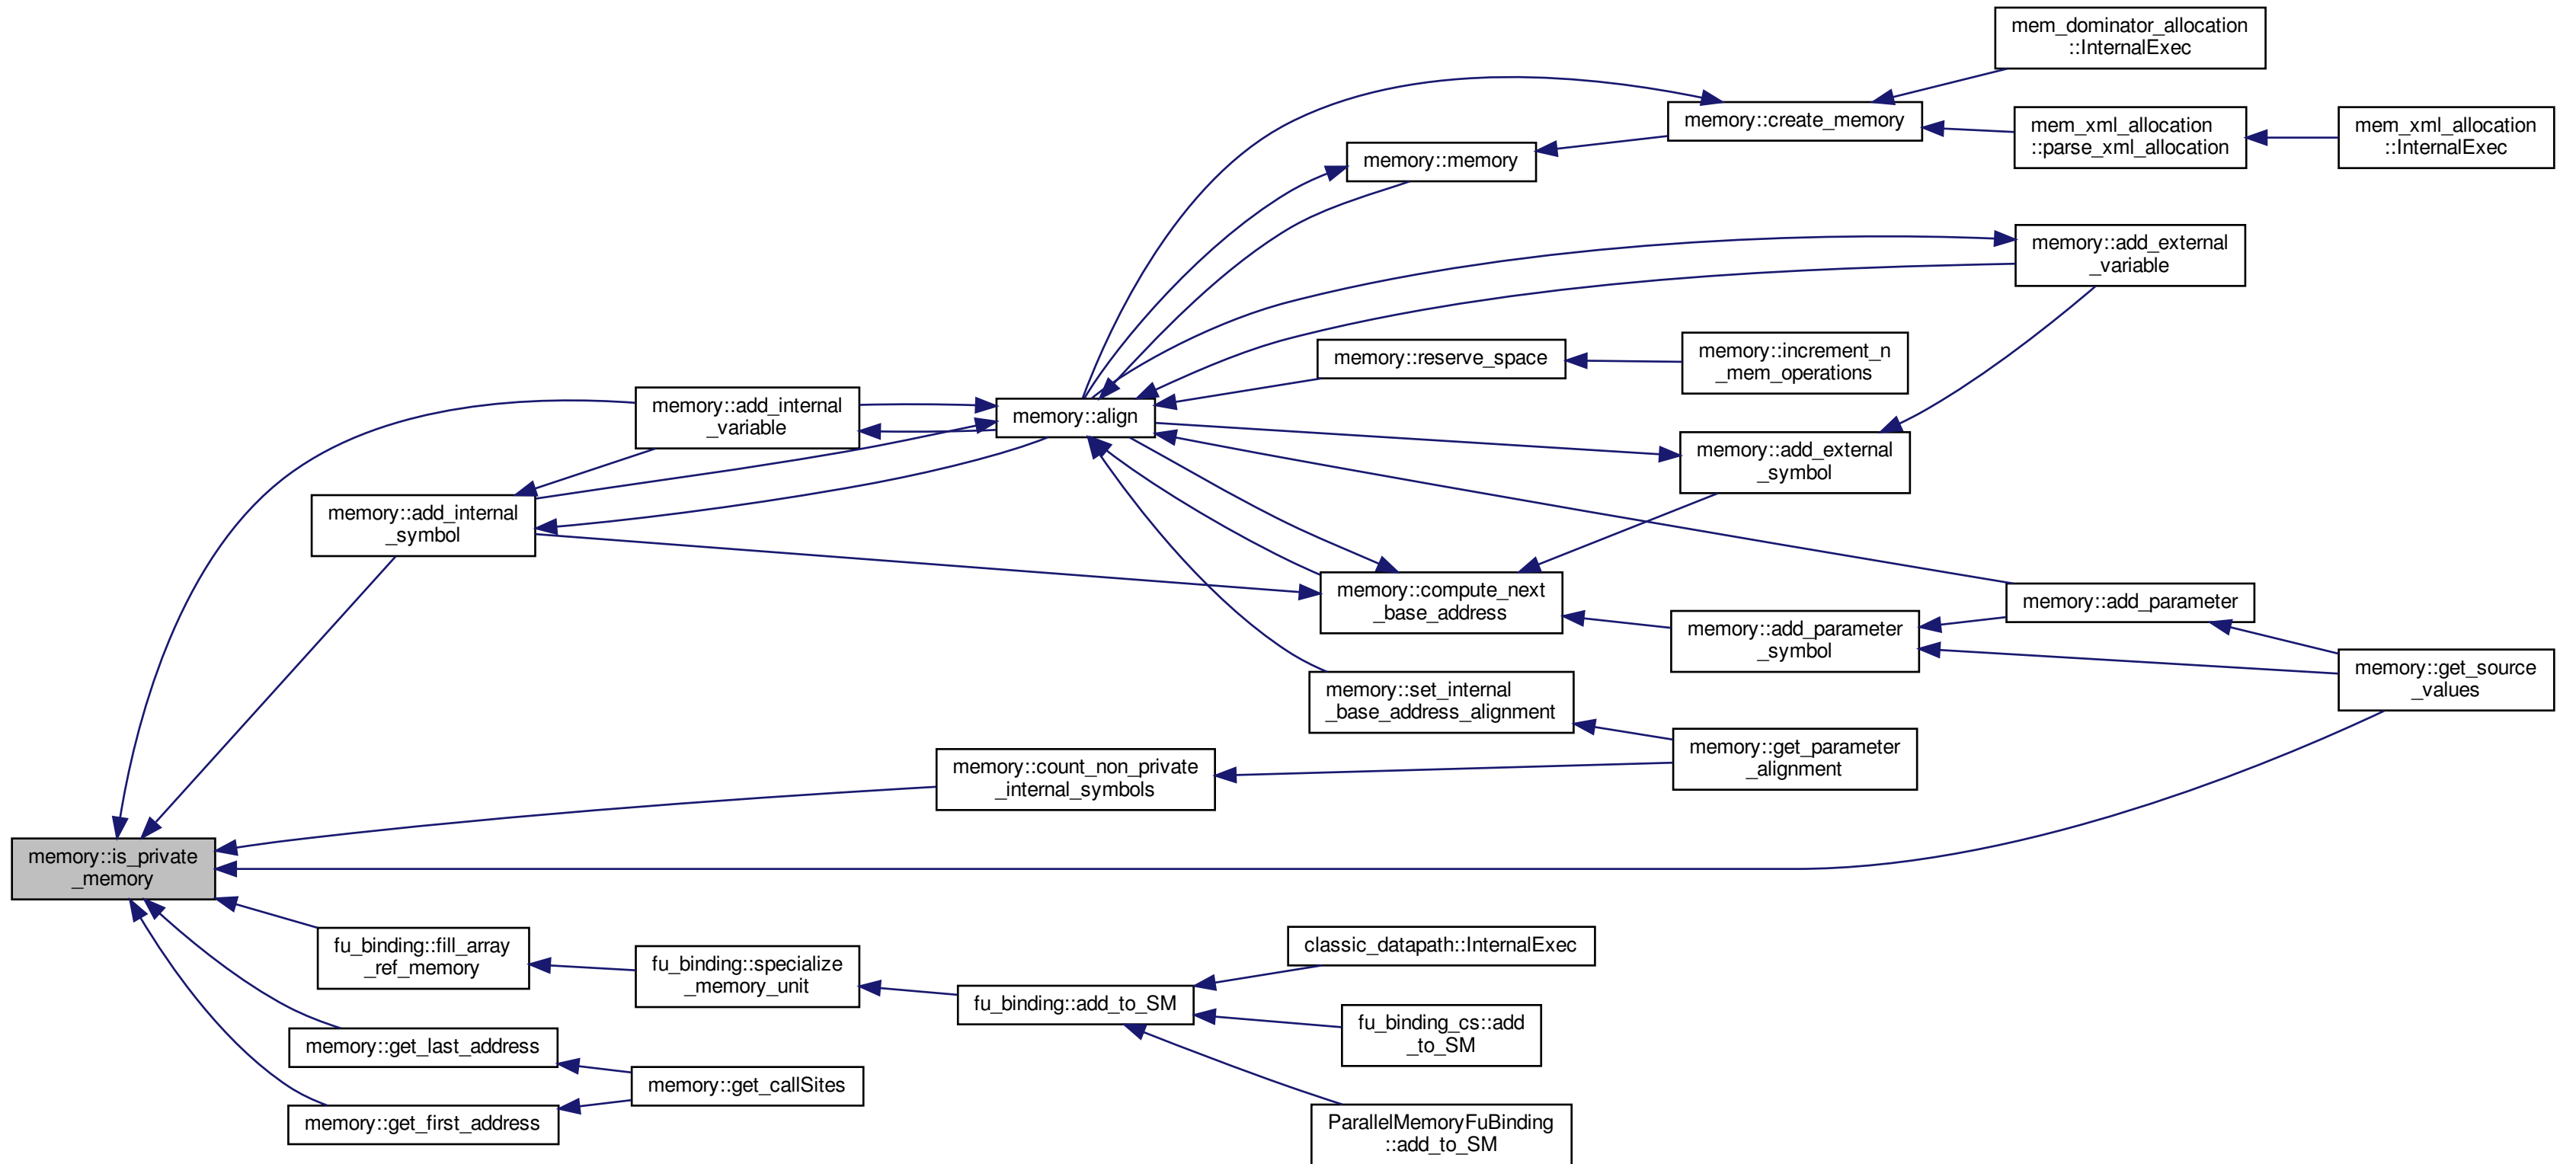 mem_dominator_allocation
::InternalExec
memory::create_memory
mem_xml_allocation
::parse_xml_allocation
mem_xml_allocation
::InternalExec
memory::memory
memory::add_external
_variable
memory::reserve_space
memory::increment_n
_mem_operations
memory::add_internal
_variable
memory::align
memory::add_external
_symbol
memory::add_internal
_symbol
memory::compute_next
_base_address
memory::add_parameter
memory::add_parameter
_symbol
memory::get_source
_values
memory::set_internal
_base_address_alignment
memory::get_parameter
_alignment
memory::count_non_private
_internal_symbols
memory::is_private
_memory
fu_binding::fill_array
_ref_memory
fu_binding::specialize
_memory_unit
classic_datapath::InternalExec
fu_binding::add_to_SM
fu_binding_cs::add
_to_SM
memory::get_last_address
memory::get_callSites
memory::get_first_address
ParallelMemoryFuBinding
::add_to_SM